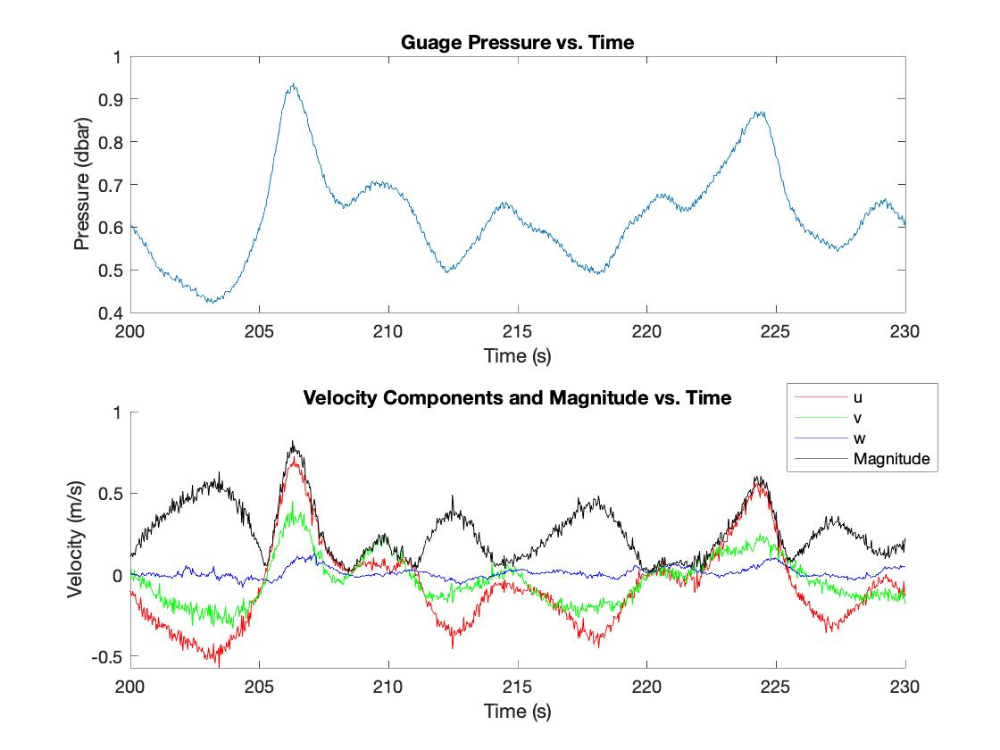 Guage Pressure vs. Time
1
0.9
0.8
0.7
0.6
0.5
0.4
Pressure (dbar)
200 205 210 215 220 225 230
Time (s)
Velocity Components and Magnitude vs. Time
u
v
w
Magnitude
1
0.5
0
-0.5
Velocity (m/s)
200 205 210 215 220 225 230
Time (s)